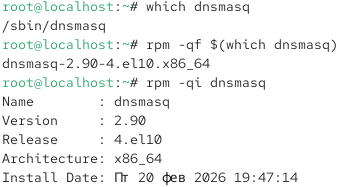 root@localhost:~# which dnsmasq
/sbin/dnsmasq
root@localhost:~# rpm -qf $(which dnsmasq)
dnsmasq-2.90-4.el10.x86_64
root@localhost:~# rpm -qi dnsmasq
Name        : dnsmasq
Version     : 2.90
Release     : 4.el10
Architecture: x86_64
Install Date: Пт 20 фев 2026 19:47:14